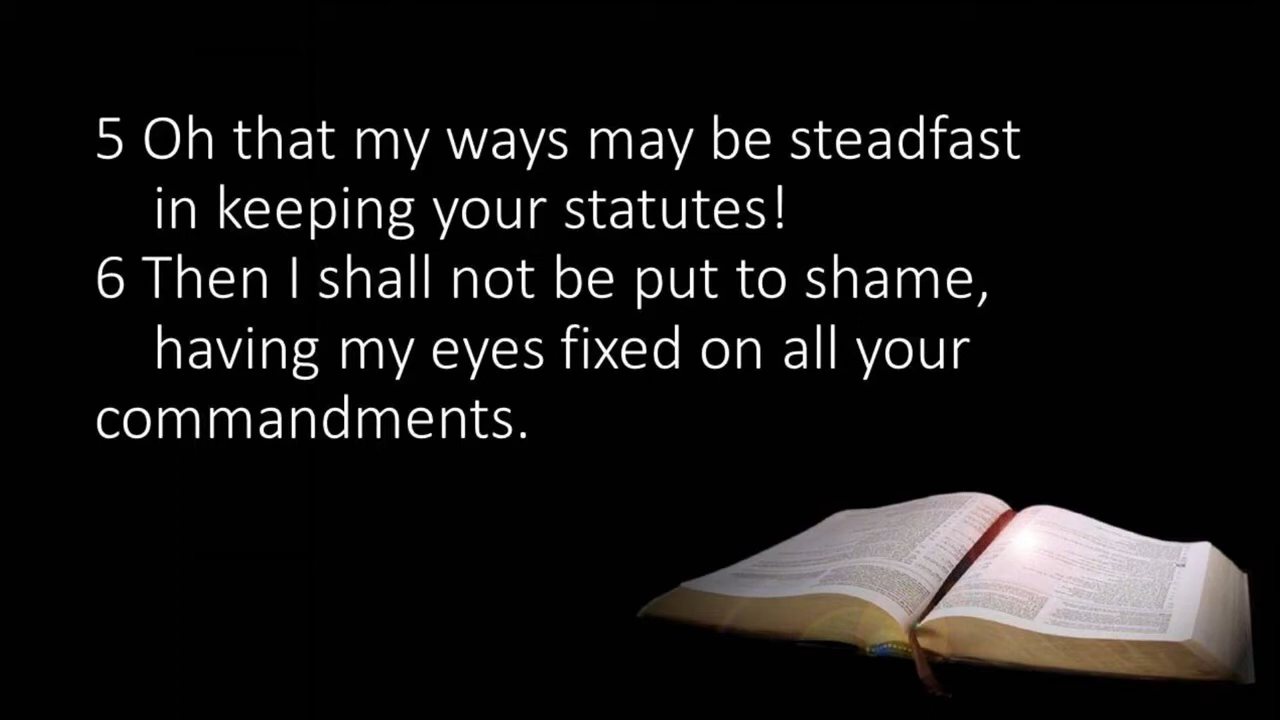 5 Oh that my ways may be steadfast
in keeping your statutes!
6 Then I shall not be put to shame,
having my eyes fixed on all your
commandments.